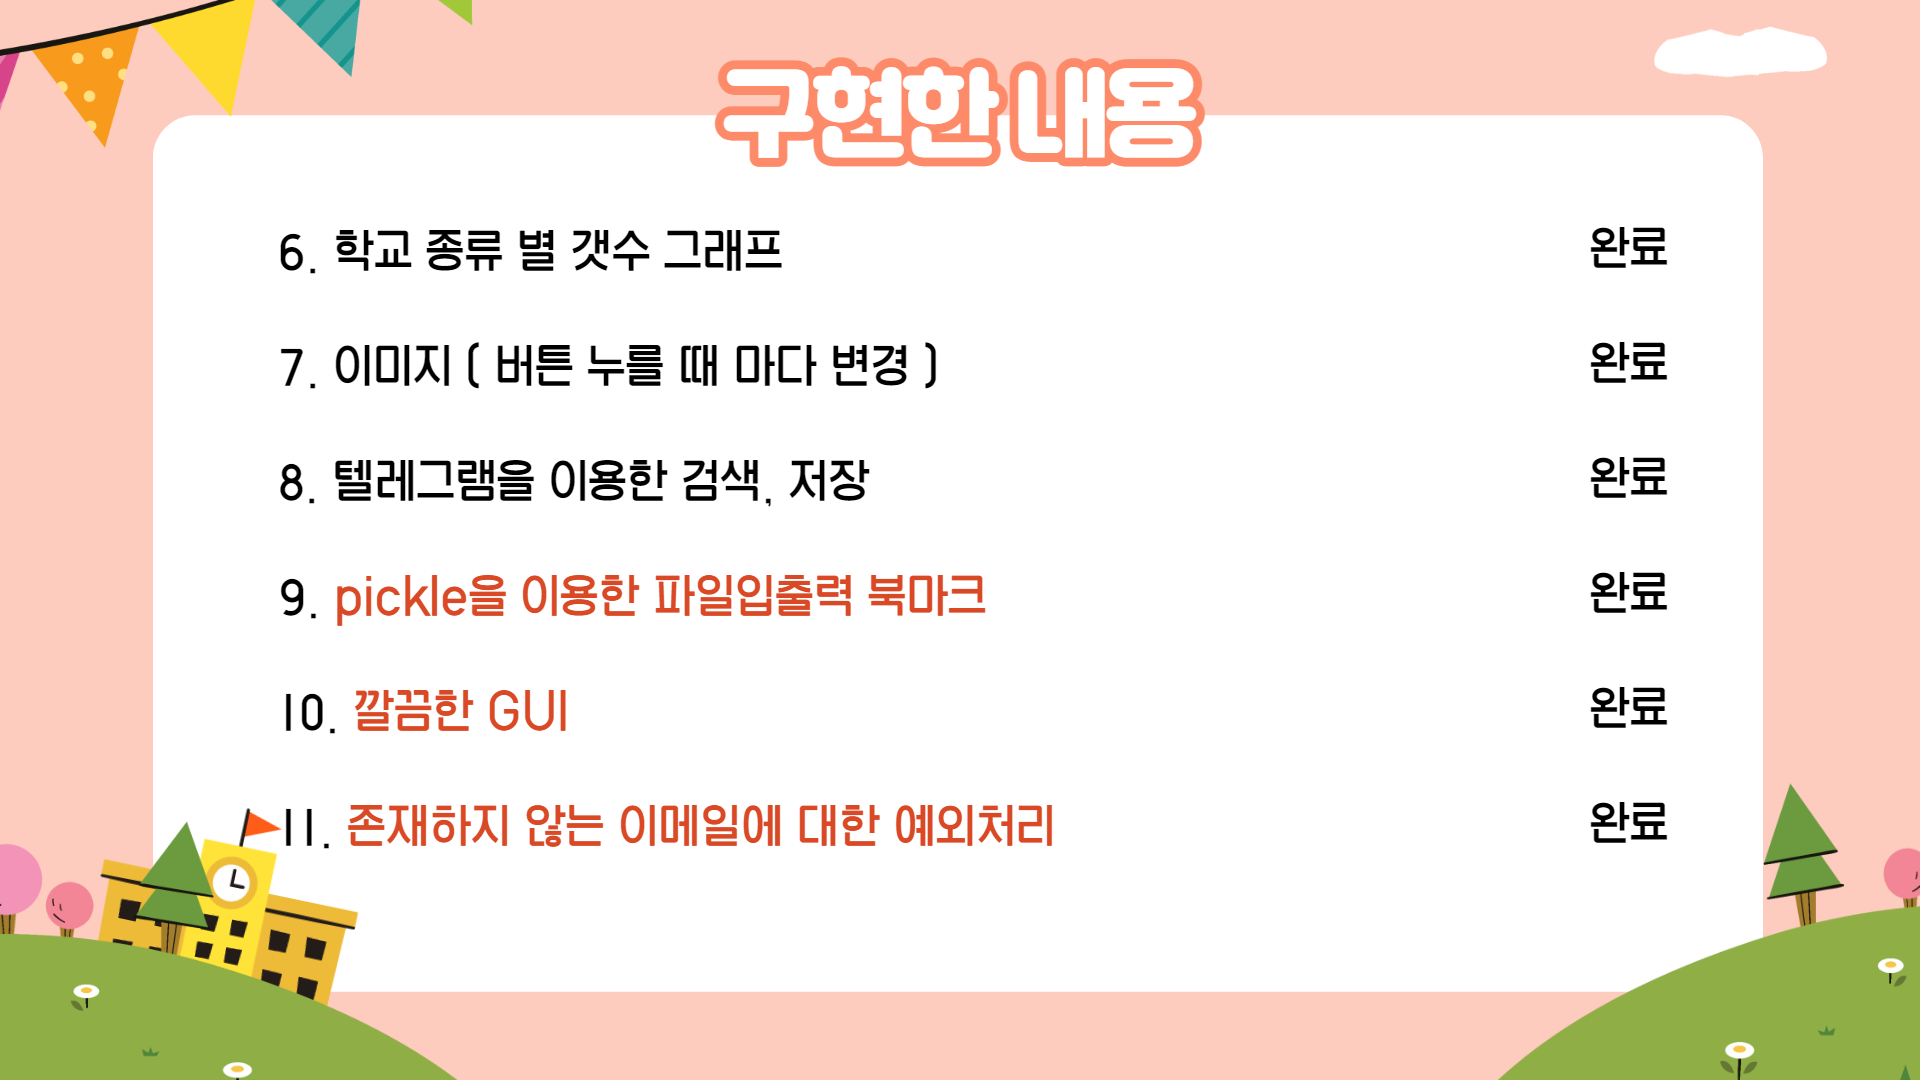 구현한 내용
6. 학교 종류 별 갯수 그래프 완료
7. 이미지 ( 버튼 누를 때 마다 변경 ) 완료
8. 텔레그램을 이용한 검색, 저장 완료
9. pickle을 이용한 파일입출력 북마크 완료
10. 깔끔한 GUI 완료
11. 존재하지 않는 이메일에 대한 예외처리 완료